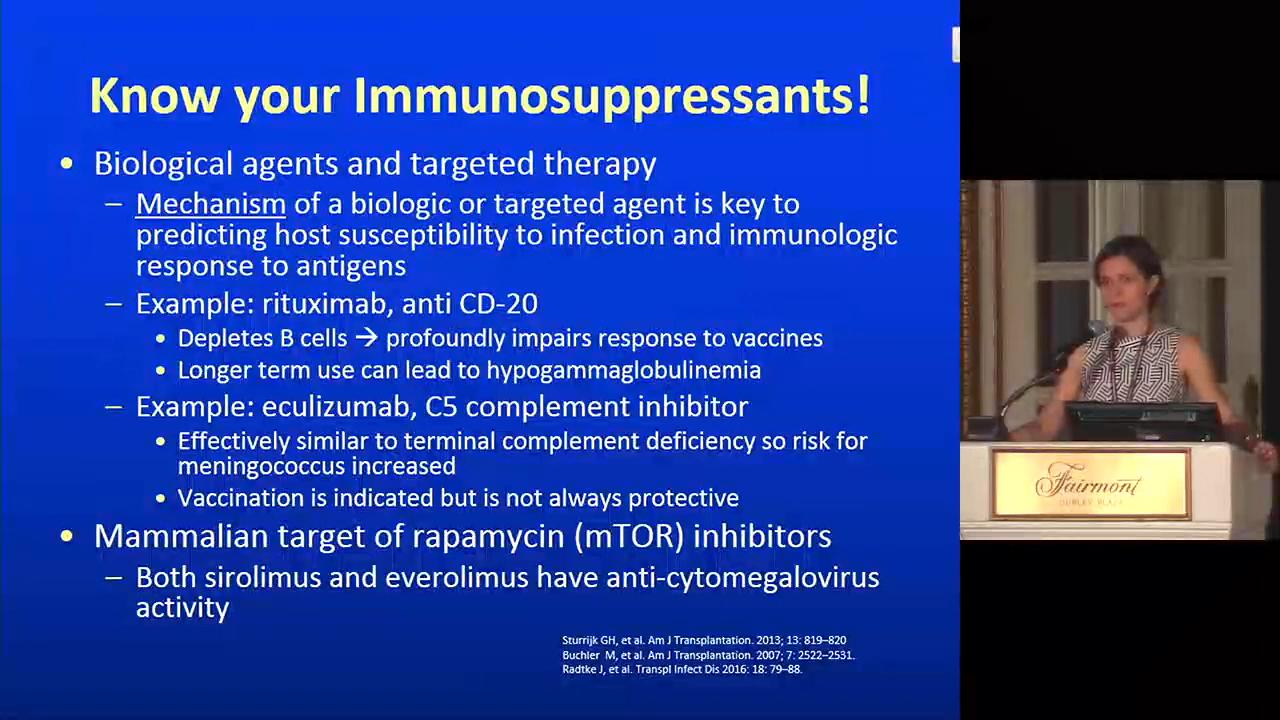 Know your Immunosuppressants!
• Biological agents and targeted therapy
– Mechanism of a biologic or targeted agent is key to
predicting host susceptibility to infection and immunologic
response to antigens
– Example: rituximab, anti CD-20
• Depletes B cells → profoundly impairs response to vaccines
• Longer term use can lead to hypogammaglobulinemia
– Example: eculizumab, C5 complement inhibitor
• Effectively similar to terminal complement deficiency so risk for
meningococcus increased
• Vaccination is indicated but is not always protective
• Mammalian target of rapamycin (mTOR) inhibitors
– Both sirolimus and everolimus have anti-cytomegalovirus
activity
Sturrijk GH, et al. Am J Transplantation. 2013; 13: 819–820
Buchler M, et al. Am J Transplantation. 2007; 7: 2522–2531.
Radtke J, et al. Transpl Infect Dis 2016: 18: 79–88.
Fairmont
COPLEY PLAZA